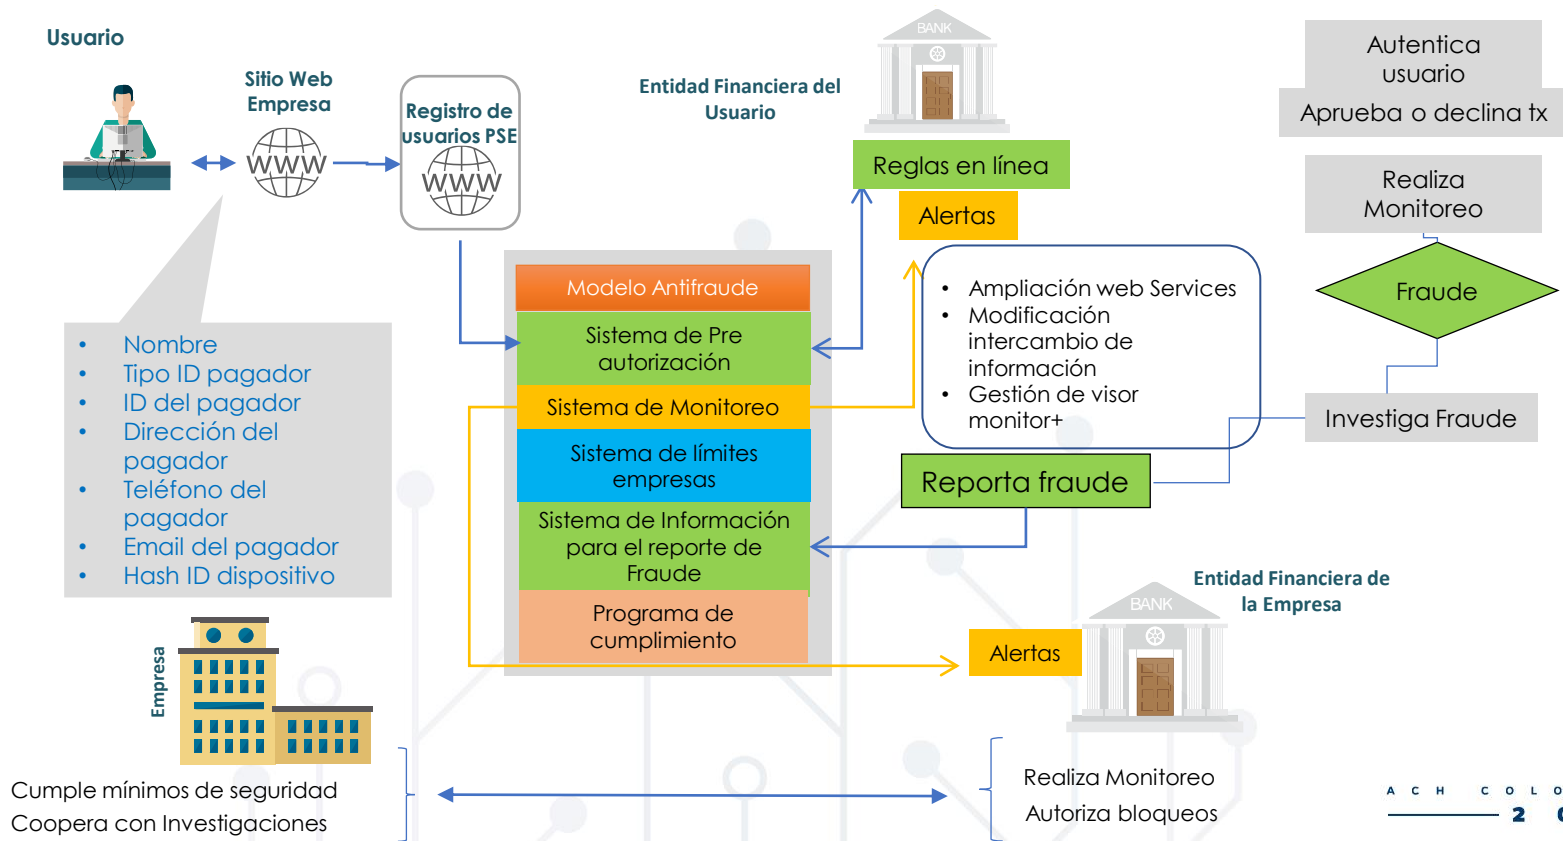 Usuario
Sitio Web
Empresa
WWW
Registro de
usuarios PSE
WWW
Entidad Financiera del
Usuario
BANK
Reglas en línea
Alertas
Autentica
usuario
Aprueba o declina tx
Realiza
Monitoreo
Fraude
Investiga Fraude
• Ampliación web Services
• Modificación
intercambio de
información
• Gestión de visor
monitor+
Reporta fraude
Modelo Antifraude
Sistema de Pre
autorización
Sistema de Monitoreo
Sistema de límites
empresas
Sistema de Información
para el reporte de
Fraude
Programa de
cumplimiento
• Nombre
• Tipo ID pagador
• ID del pagador
• Dirección del
pagador
• Teléfono del
pagador
• Email del pagador
• Hash ID dispositivo
Empresa
Entidad Financiera de
la Empresa
BANK
Alertas
Cumple mínimos de seguridad
Coopera con Investigaciones
Realiza Monitoreo
Autoriza bloqueos
ACH COLO
2